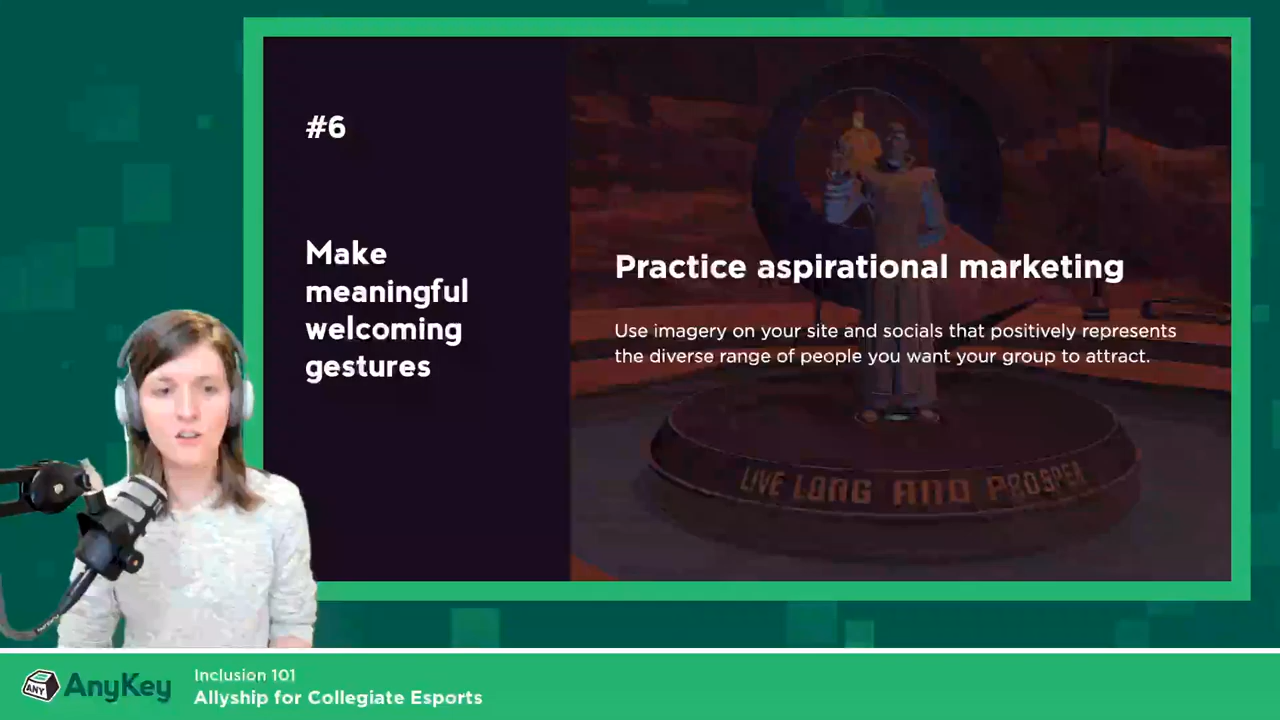 #6
Make
meaningful
welcoming
gestures
Practice aspirational marketing
Use imagery on your site and socials that positively represents
the diverse range of people you want your group to attract.
LIVE LONG AND PROSPER
ANY
AnyKey
Inclusion 101
Allyship for Collegiate Esports